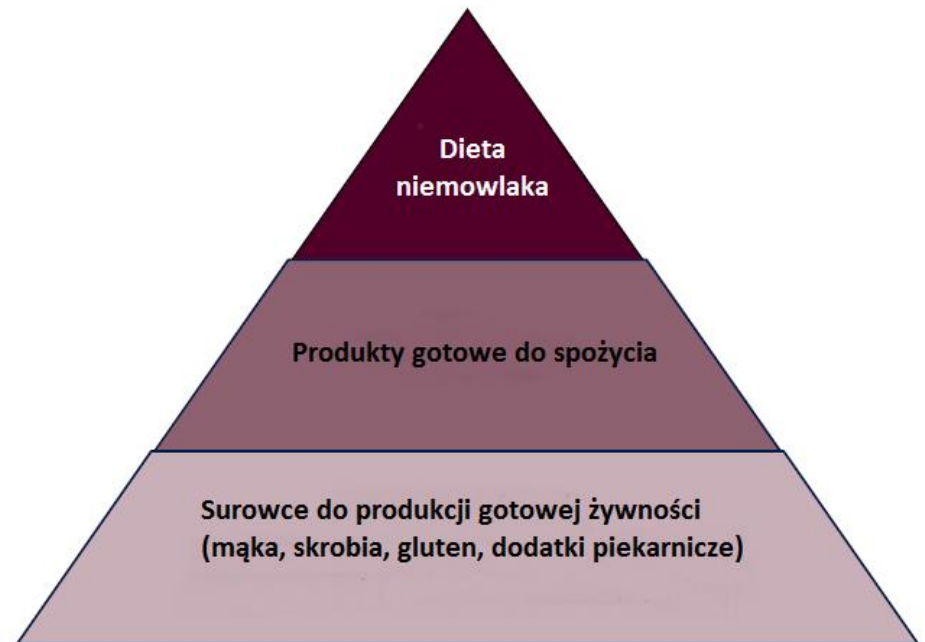 Dieta
niemowlaka
Produkty gotowe do spożycia
Surowce do produkcji gotowej żywności
(mąka, skrobia, gluten, dodatki piekarnicze)